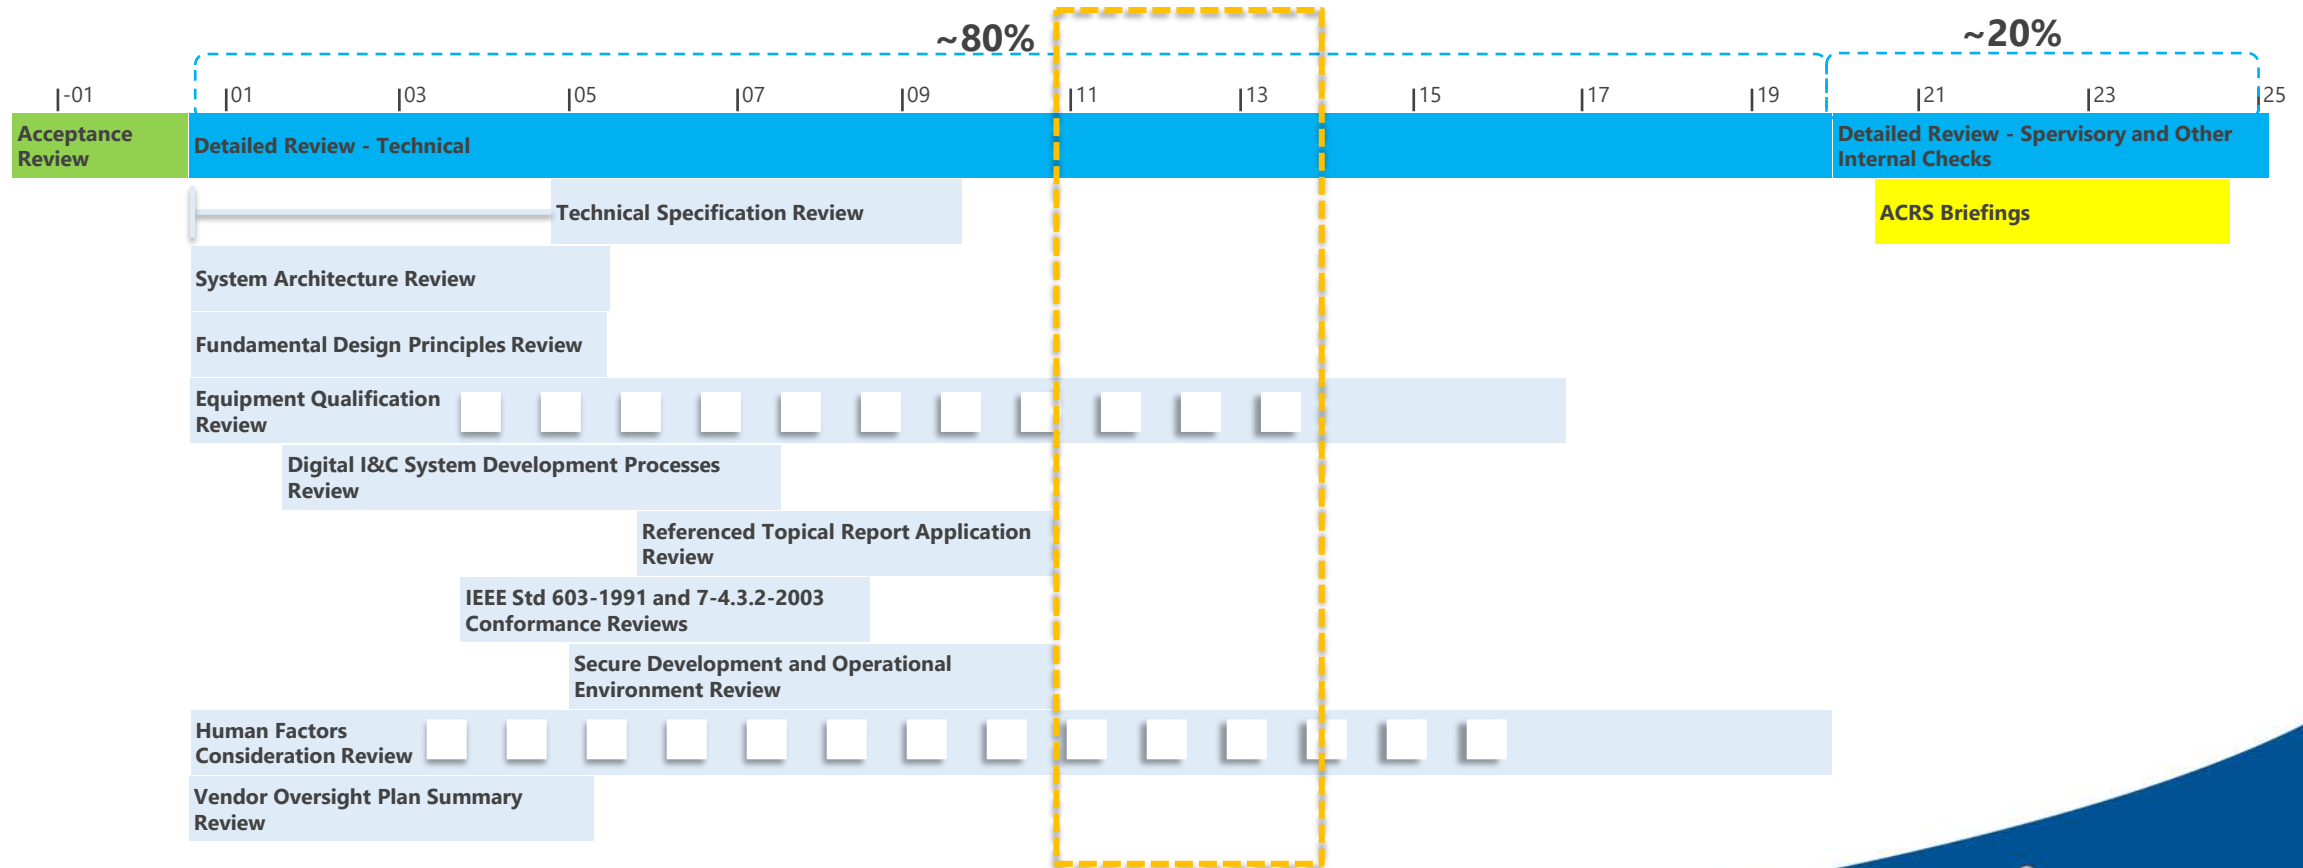 ~80%
~20%
-01
01
03
05
07
09
11
13
15
17
19
21
23
25
Acceptance
Review
Detailed Review - Technical
Detailed Review - Spervisory and Other
Internal Checks
Technical Specification Review
ACRS Briefings
System Architecture Review
Fundamental Design Principles Review
Equipment Qualification
Review
Digital I&C System Development Processes
Review
Referenced Topical Report Application
Review
IEEE Std 603-1991 and 7-4.3.2-2003
Conformance Reviews
Secure Development and Operational
Environment Review
Human Factors
Consideration Review
Vendor Oversight Plan Summary
Review